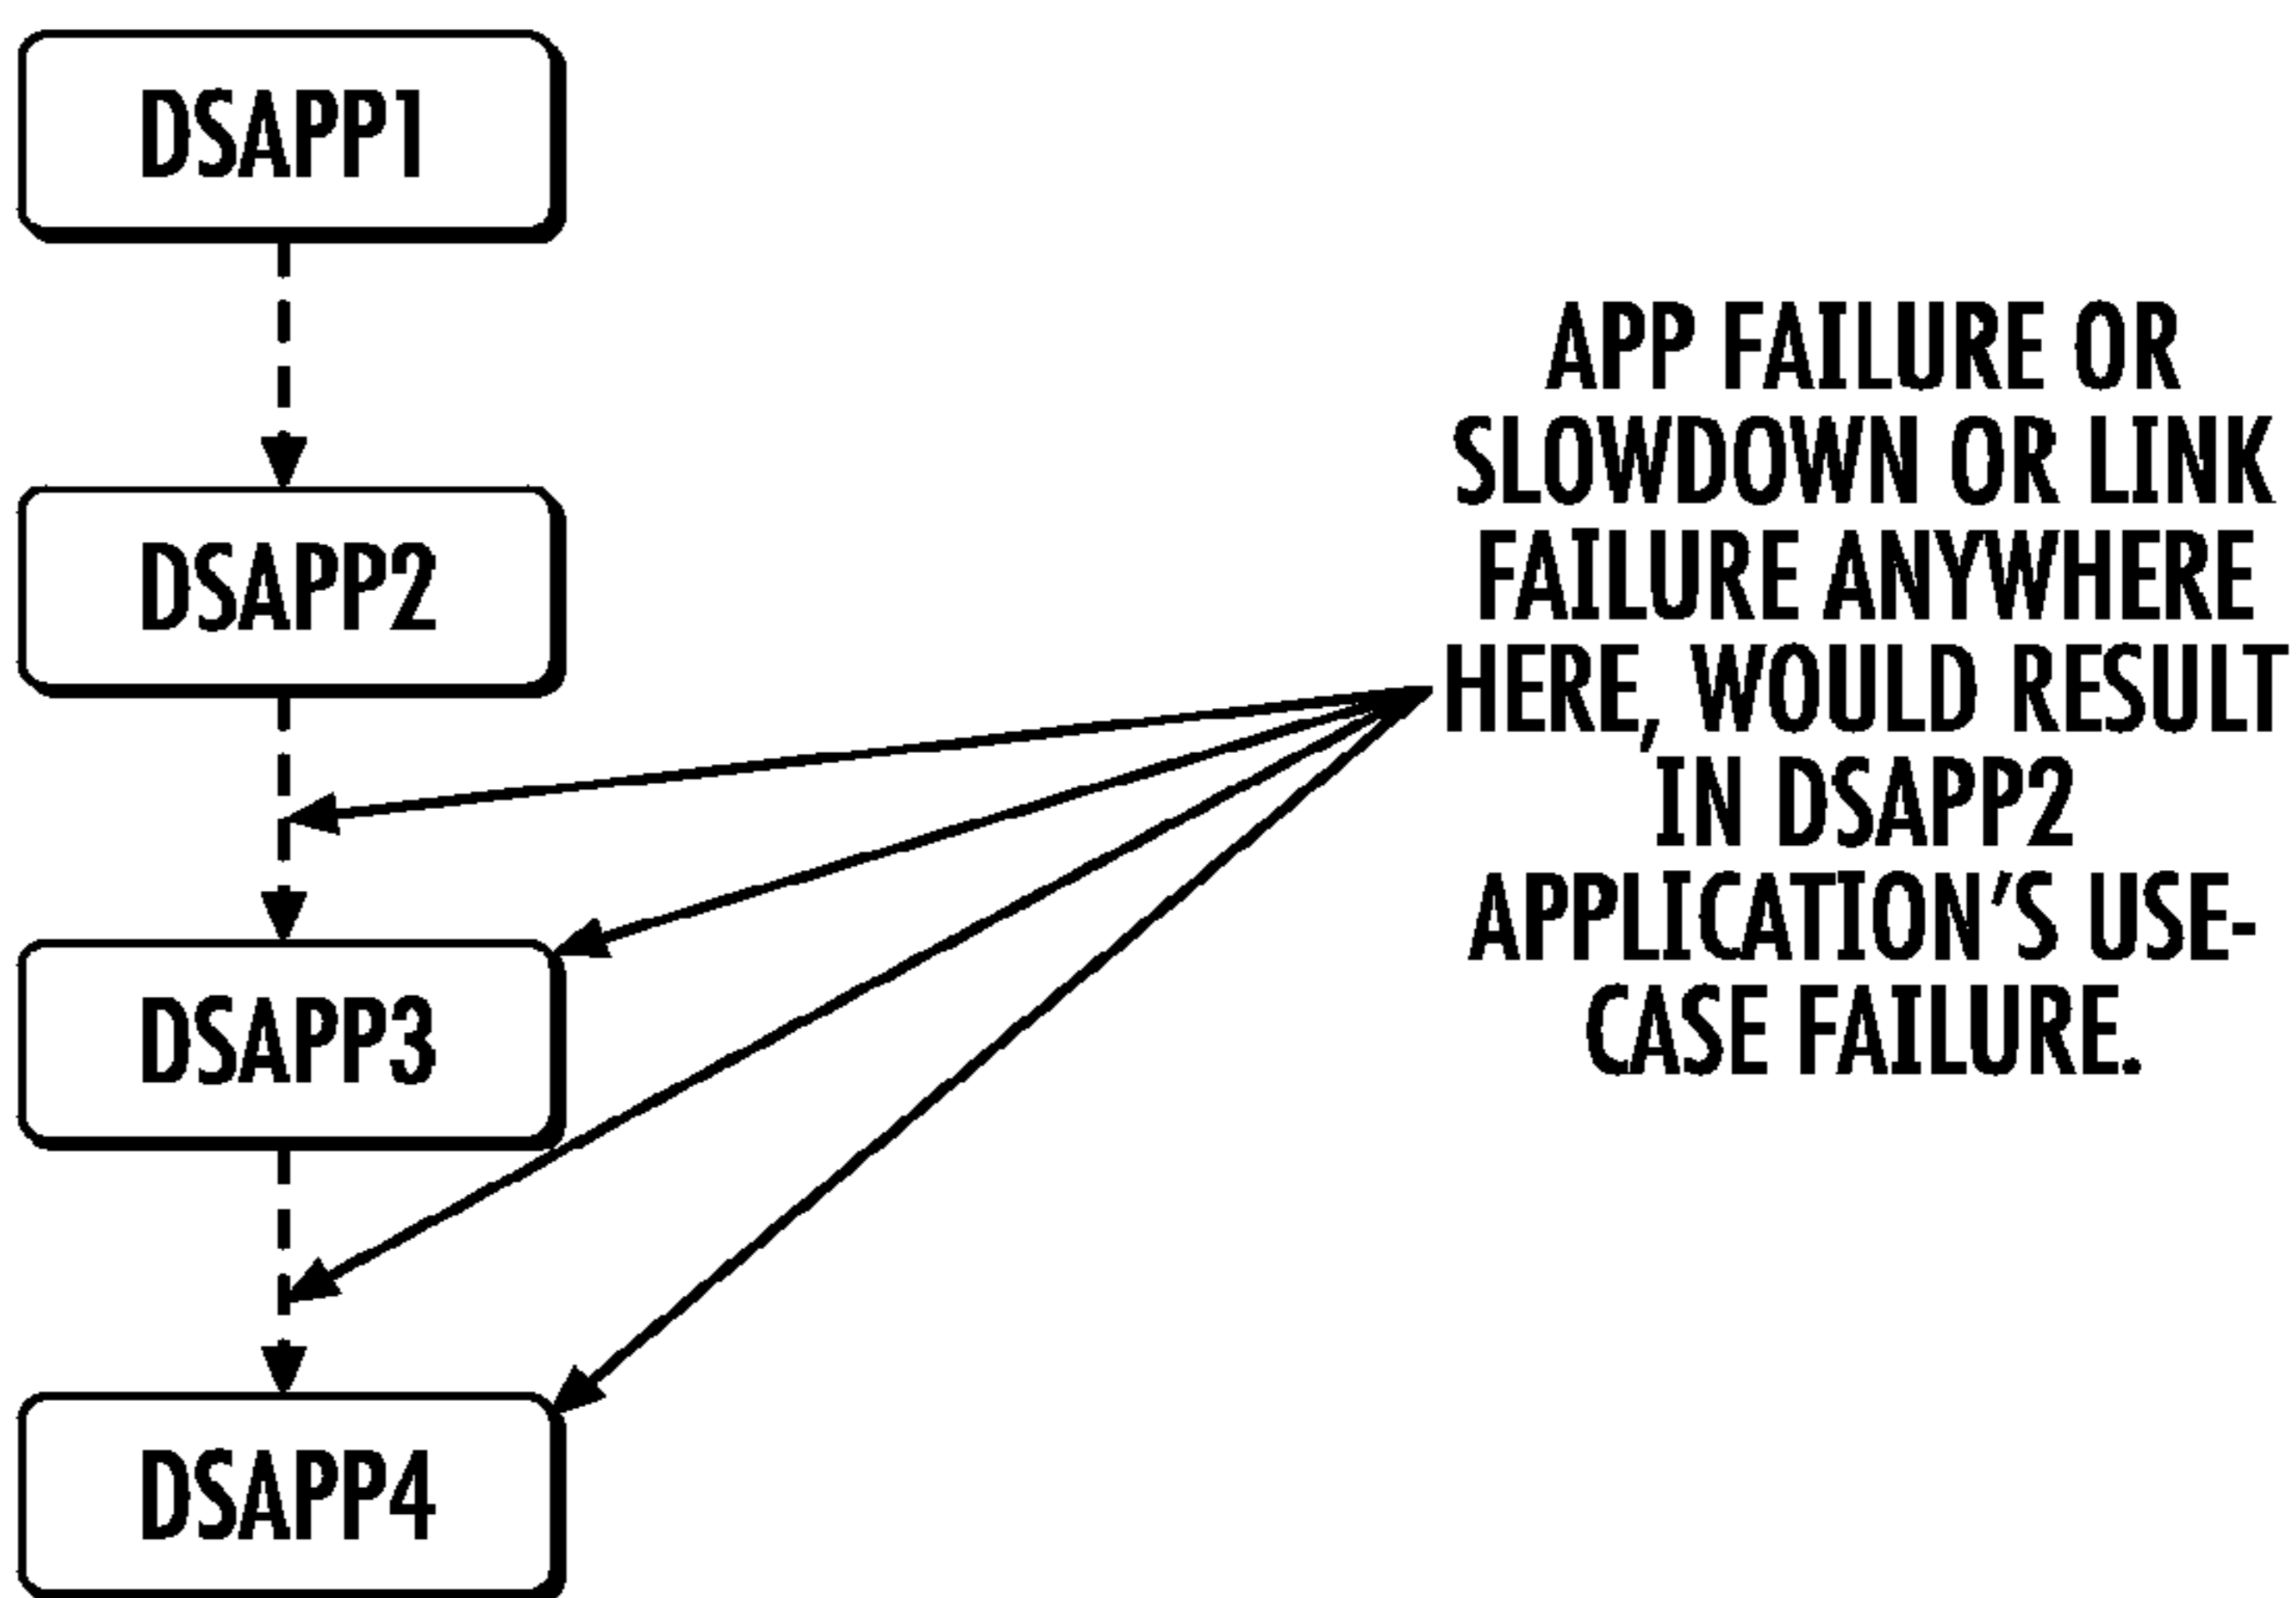 DSAPP1
DSAPP2
DSAPP3
DSAPP4
APP FAILURE OR
SLOWDOWN OR LINK
FAILURE ANYWHERE
HERE, WOULD RESULT
IN DSAPP2
APPLICATION'S USE-
CASE FAILURE.